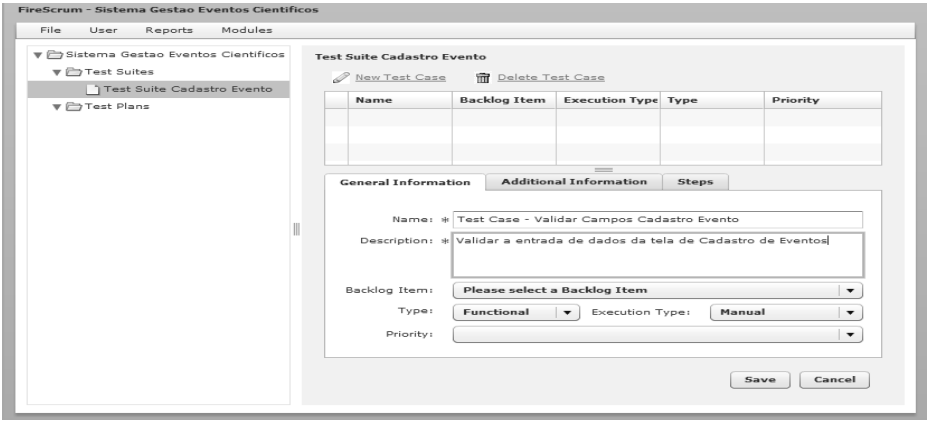 FireScrum - Sistema Gestao Eventos Cientificos
File User Reports Modules
Sistema Gestao Eventos Cientificos
Test Suites
Test Suite Cadastro Evento
Test Plans
Test Suite Cadastro Evento
New Test Case Delete Test Case
Name Backlog Item Execution Type Type Priority
General Information Additional Information Steps
Name: * Test Case - Validar Campos Cadastro Evento
Description: * Validar a entrada de dados da tela de Cadastro de Eventos
Backlog Item: Please select a Backlog Item
Type: Functional Execution Type: Manual
Priority:
Save Cancel